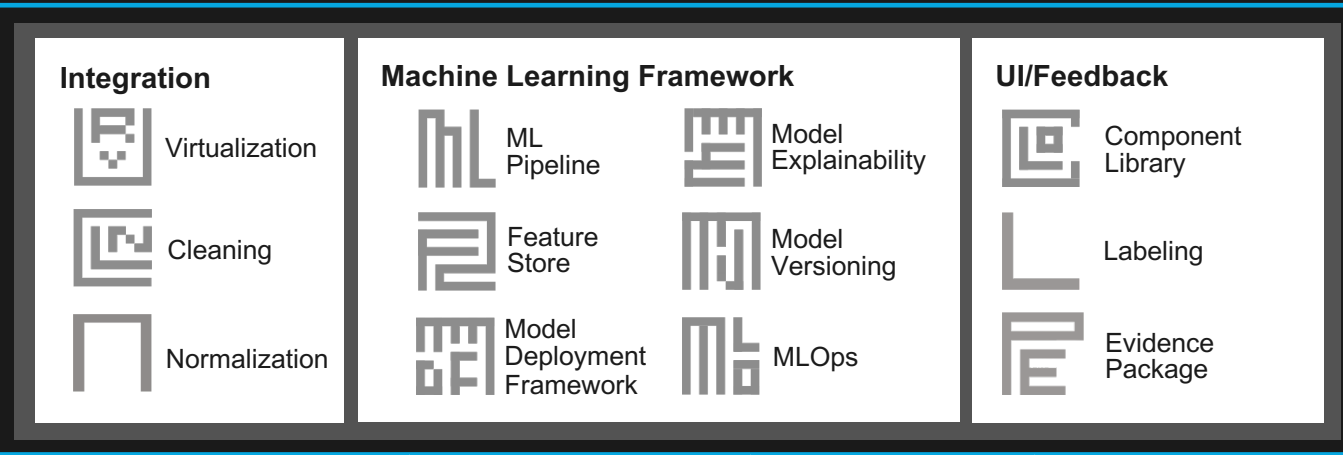 Integration
Virtualization
Cleaning
Normalization
Machine Learning Framework
ML
Pipeline
Feature
Store
Model
Deployment
Framework
Model
Explainability
Model
Versioning
MLOps
UI/Feedback
Component
Library
Labeling
Evidence
Package